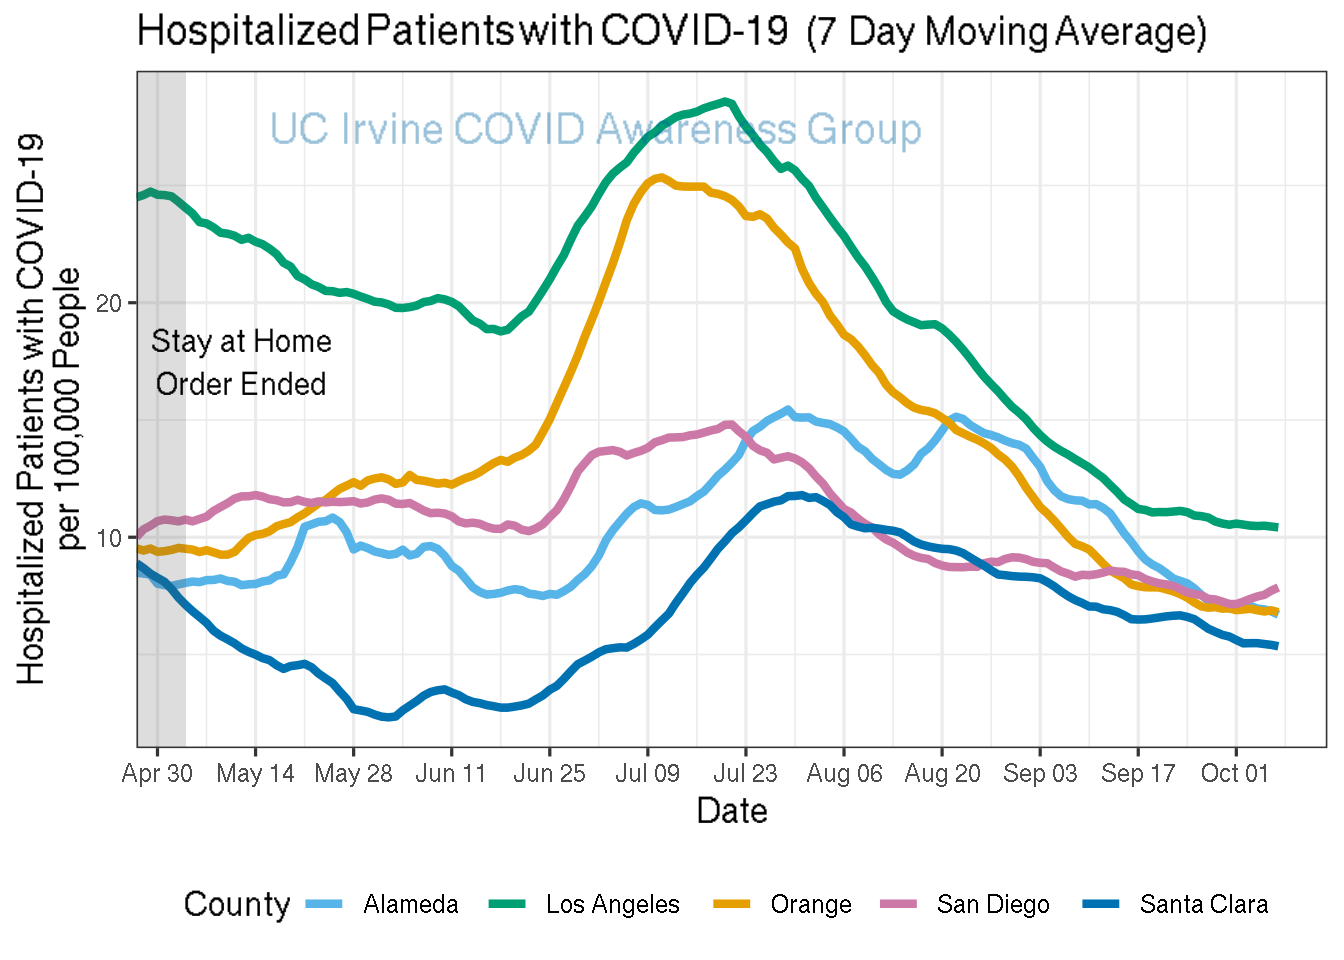 Hospitalized Patients with COVID-19 (7 Day Moving Average)
UC Irvine COVID Awareness Group
Hospitalized Patients with COVID-19
per 100,000 People
20
10
Stay at Home
Order Ended
Apr 30 May 14 May 28 Jun 11 Jun 25 Jul 09 Jul 23 Aug 06 Aug 20 Sep 03 Sep 17 Oct 01
Date
County Alameda Los Angeles Orange San Diego Santa Clara